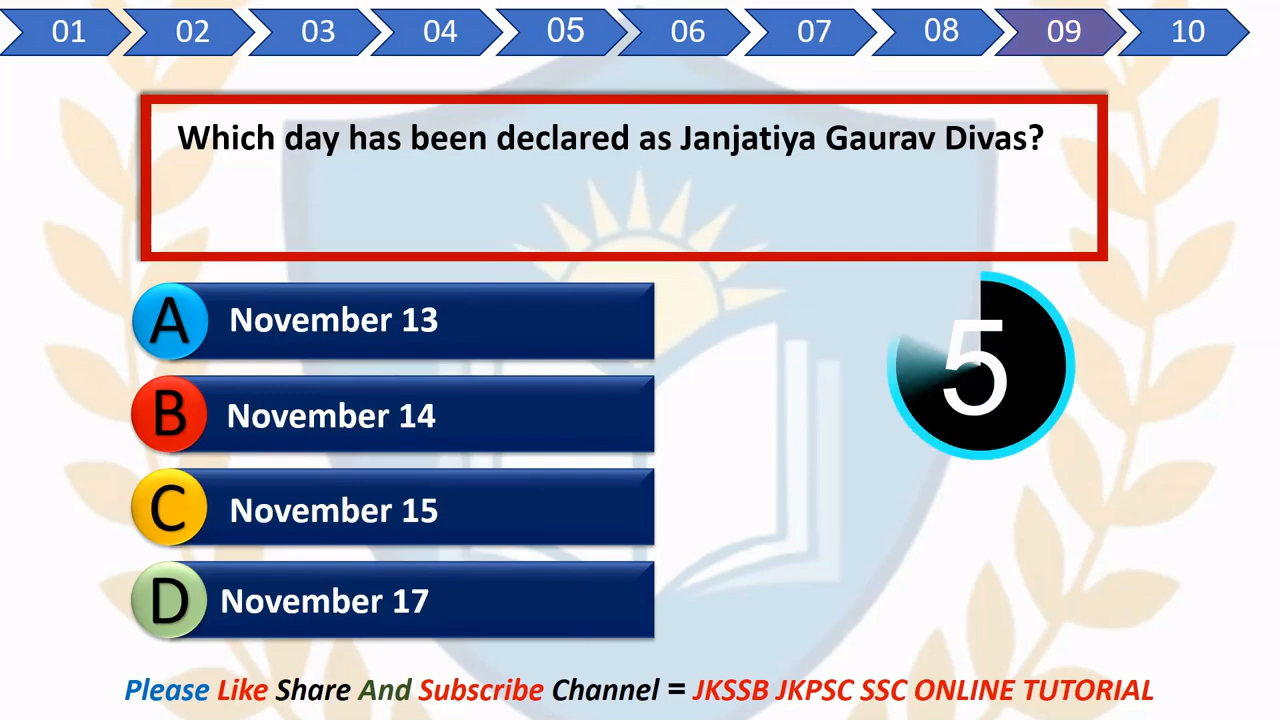 01 02 03 04 05 06 07 08 09 10
Which day has been declared as Janjatiya Gaurav Divas?
A November 13
5
B November 14
C November 15
D November 17
Please Like Share And Subscribe Channel = JKSSB JKPSC SSC ONLINE TUTORIAL